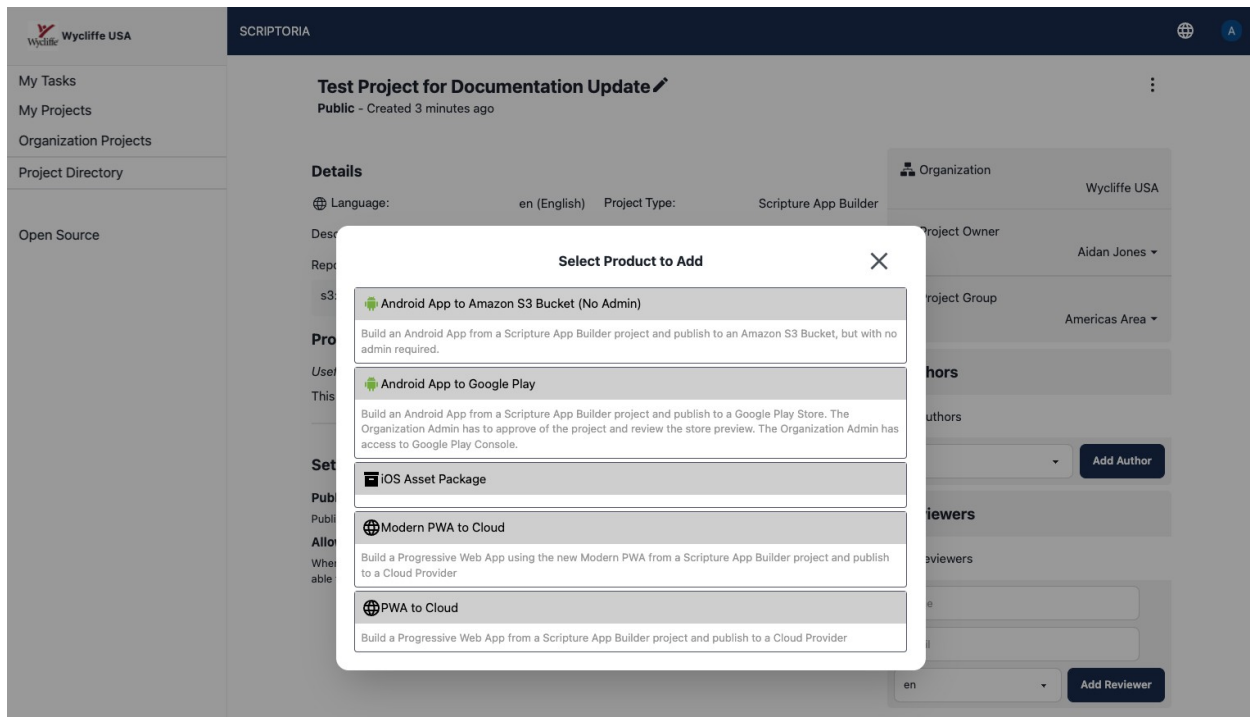 Wycliffe Wycliffe USA
SCRIPTORIA
A
My Tasks
My Projects
Organization Projects
Project Directory
Open Source
Test Project for Documentation Update
Public - Created 3 minutes ago
Details
Language: en (English) Project Type: Scripture App Builder
Organization
Wycliffe USA
Project Owner
Aidan Jones
Project Group
Americas Area
s3:
This
Select Product to Add
Android App to Amazon S3 Bucket (No Admin)
Build an Android App from a Scripture App Builder project and publish to an Amazon S3 Bucket, but with no
admin required.
Android App to Google Play
Build an Android App from a Scripture App Builder project and publish to a Google Play Store. The
Organization Admin has to approve of the project and review the store preview. The Organization Admin has
access to Google Play Console.
iOS Asset Package
Modern PWA to Cloud
Build a Progressive Web App using the new Modern PWA from a Scripture App Builder project and publish
to a Cloud Provider
PWA to Cloud
Build a Progressive Web App from a Scripture App Builder project and publish to a Cloud Provider
able
Add Author
en
Add Reviewer